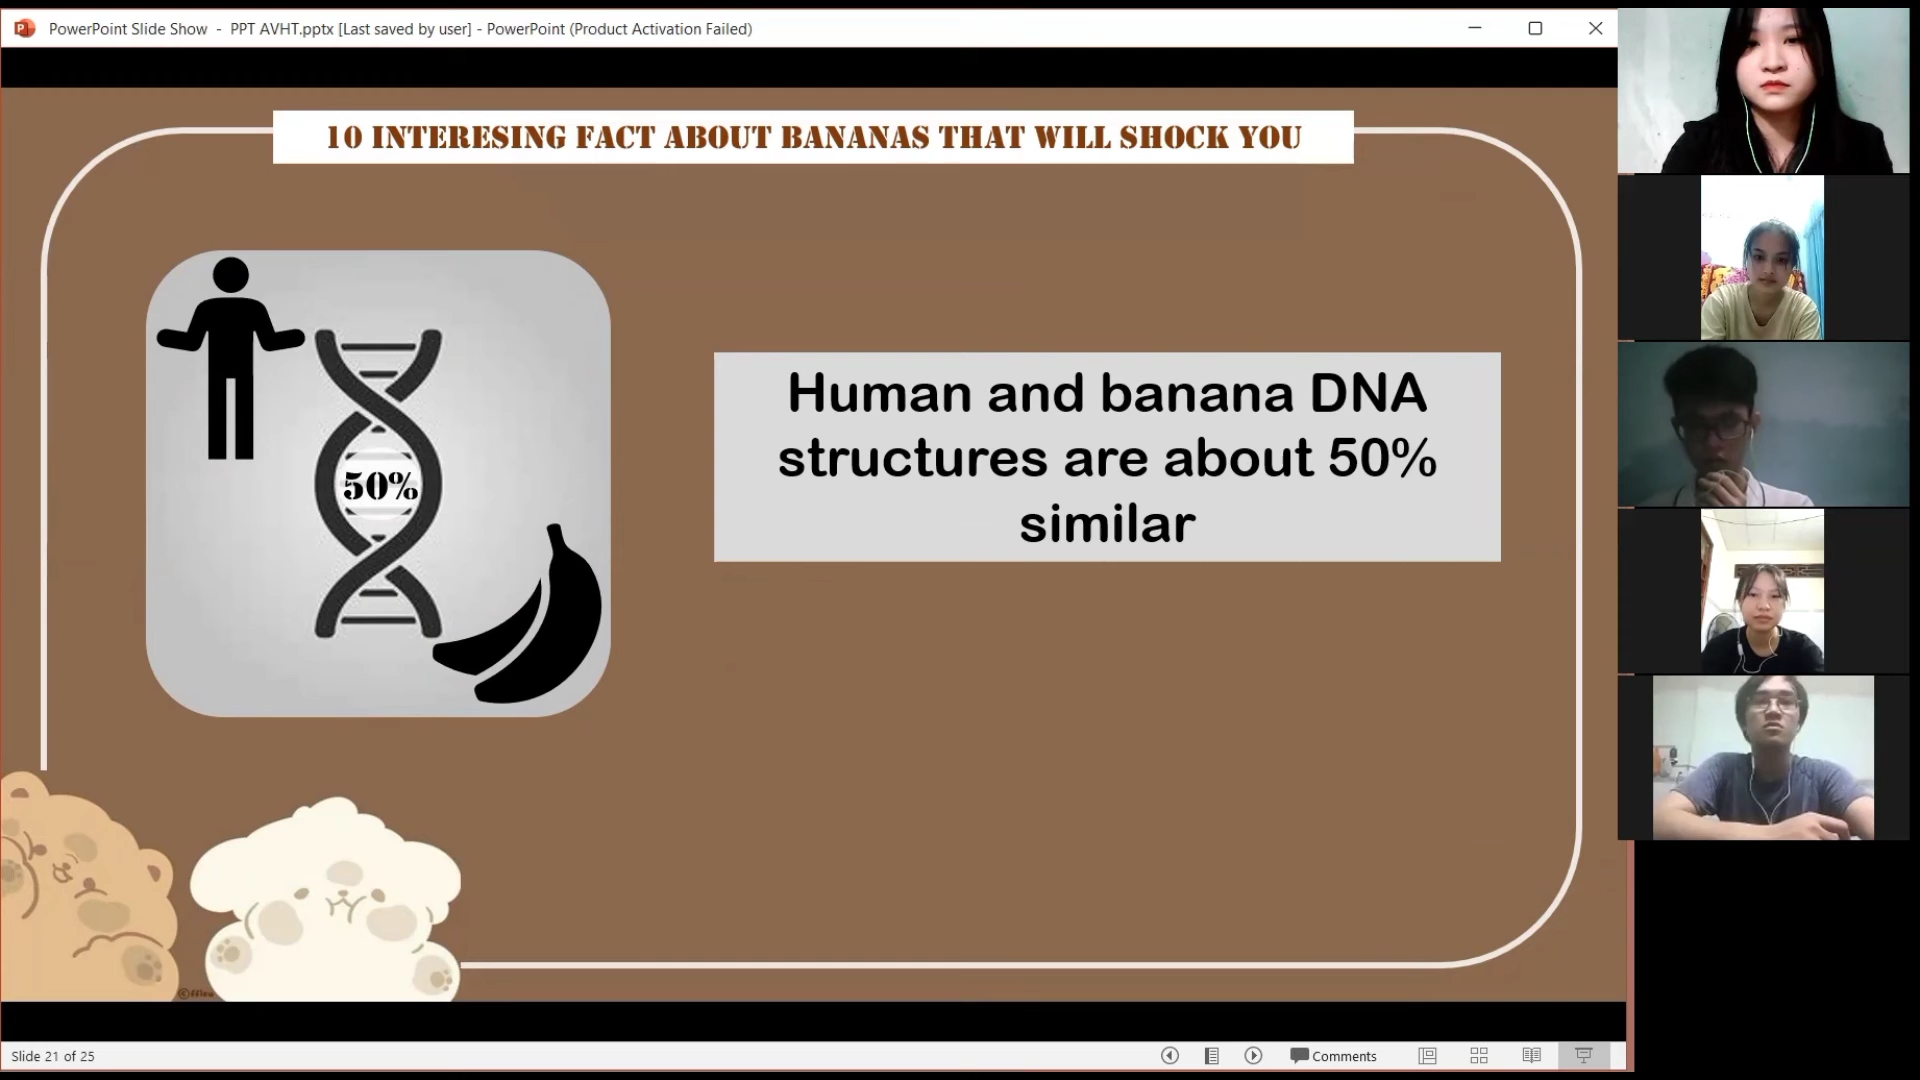 PowerPoint Slide Show - PPT AVHT.pptx [Last saved by user] - PowerPoint (Product Activation Failed)
10 INTERESING FACT ABOUT BANANAS THAT WILL SHOCK YOU
50%
Human and banana DNA
structures are about 50%
similar
Slide 21 of 25
Comments